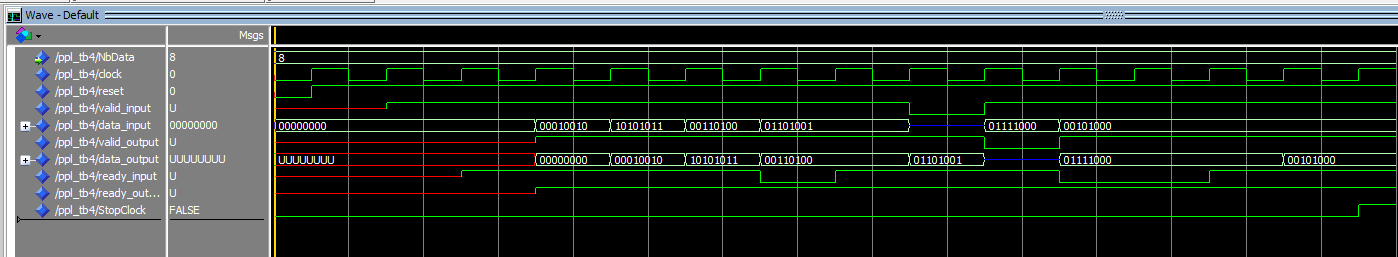 Wave - Default
Msgs
/ppl_tb4/NbData 8 8
/ppl_tb4/clock 0
/ppl_tb4/reset 0
/ppl_tb4/valid_input U
/ppl_tb4/data_input 00000000 00000000 00010010 10101011 00110100 01101001 01111000 00101000
/ppl_tb4/valid_output U
/ppl_tb4/data_output UUUUUUUU UUUUUUUU 00000000 00010010 10101011 00110100 01101001 01111000 00101000
/ppl_tb4/ready_input U
/ppl_tb4/ready_out... U
/ppl_tb4/StopClock FALSE